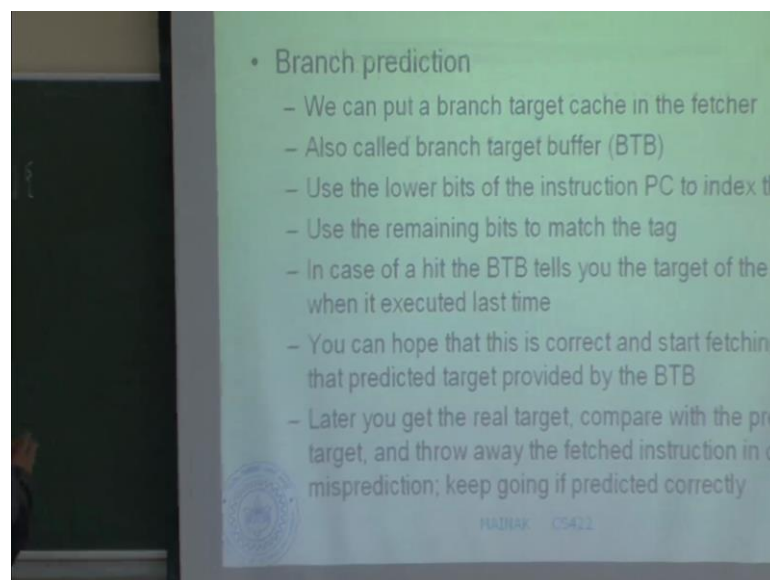 • Branch prediction
– We can put a branch target cache in the fetcher
– Also called branch target buffer (BTB)
– Use the lower bits of the instruction PC to index
– Use the remaining bits to match the tag
– In case of a hit the BTB tells you the target of the
when it executed last time
– You can hope that this is correct and start
that predicted target provided by the BTB
– Later you get the real target, compare with the
target, and throw away the fetched instruction in
misprediction; keep going if predicted correctly
MAINAK CS422